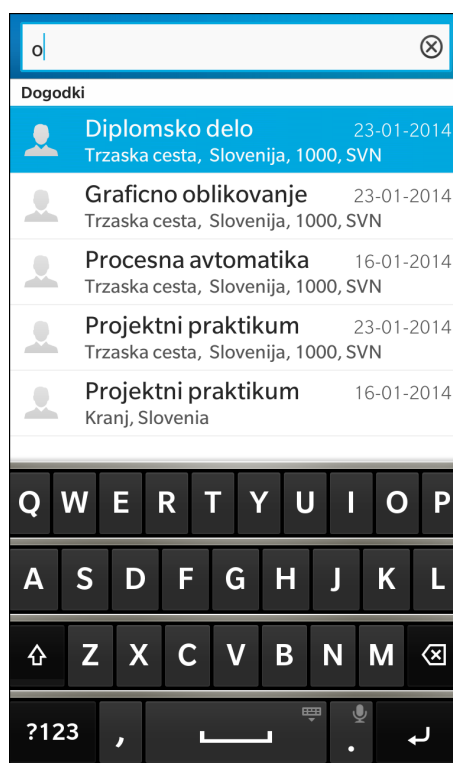 o
Dogodki
Diplomsko delo 23-01-2014
Trzaska cesta, Slovenija, 1000, SVN
Graficno oblikovanje 23-01-2014
Trzaska cesta, Slovenija, 1000, SVN
Procesna avtomatika 16-01-2014
Trzaska cesta, Slovenija, 1000, SVN
Projektni praktikum 23-01-2014
Trzaska cesta, Slovenija, 1000, SVN
Projektni praktikum 16-01-2014
Kranj, Slovenia
Q W E R T Y U I O P
A S D F G H J K L
Z X C V B N M
?123 , .